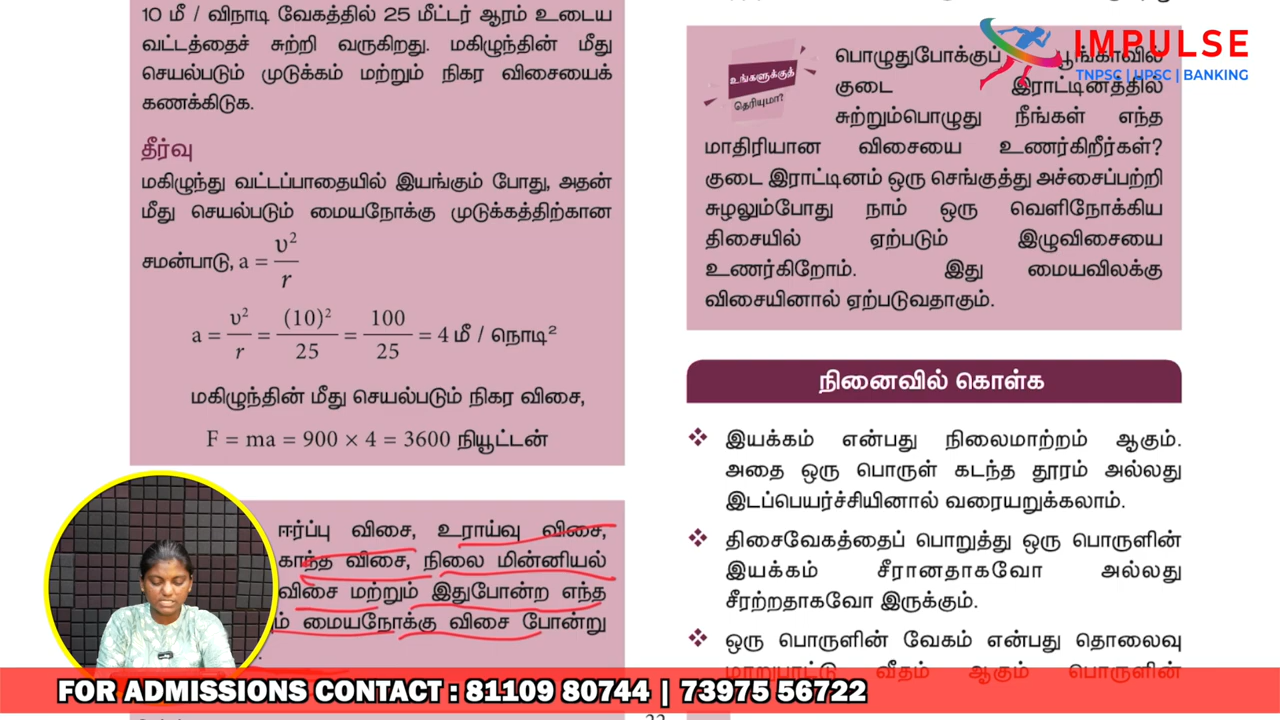 10 மீ / விநாடி வேகத்தில் 25 மீட்டர் ஆரம் உடைய
வட்டத்தைச் சுற்றி வருகிறது. மகிழுந்தின் மீது
செயல்படும் முடுக்கம் மற்றும் நிகர விசையைக்
கணக்கிடுக.
தீர்வு
மகிழுந்து வட்டப்பாதையில் இயங்கும் போது, அதன்
மீது செயல்படும் மையநோக்கு முடுக்கத்திற்கான
சமன்பாடு, a = υ²/r
a = υ²/r = (10)²/25 = 100/25 = 4 மீ / நொடி²
மகிழுந்தின் மீது செயல்படும் நிகர விசை,
F = ma = 900 × 4 = 3600 நியூட்டன்
ஈர்ப்பு விசை, உராய்வு விசை,
காந்த விசை, நிலை மின்னியல்
விசை மற்றும் இதுபோன்ற எந்த
மையநோக்கு விசை போன்று
IMPULSE
TNPSC | UPSC | BANKING
உங்களுக்குத்
தெரியுமா?
பொழுதுபோக்குப் பூங்காவில்
குடை இராட்டினத்தில்
சுற்றும்பொழுது நீங்கள் எந்த
மாதிரியான விசையை உணர்கிறீர்கள்?
குடை இராட்டினம் ஒரு செங்குத்து அச்சைப்பற்றி
சுழலும்போது நாம் ஒரு வெளிநோக்கிய
திசையில் ஏற்படும் இழுவிசையை
உணர்கிறோம். இது மையவிலக்கு
விசையினால் ஏற்படுவதாகும்.
நினைவில் கொள்க
❖ இயக்கம் என்பது நிலைமாற்றம் ஆகும்.
அதை ஒரு பொருள் கடந்த தூரம் அல்லது
இடப்பெயர்ச்சியினால் வரையறுக்கலாம்.
❖ திசைவேகத்தைப் பொறுத்து ஒரு பொருளின்
இயக்கம் சீரானதாகவோ அல்லது
சீரற்றதாகவோ இருக்கும்.
❖ ஒரு பொருளின் வேகம் என்பது தொலைவு
மாறுபாட்டு வீதம் ஆகும் பொருளின்
FOR ADMISSIONS CONTACT : 81109 80744 | 73975 56722